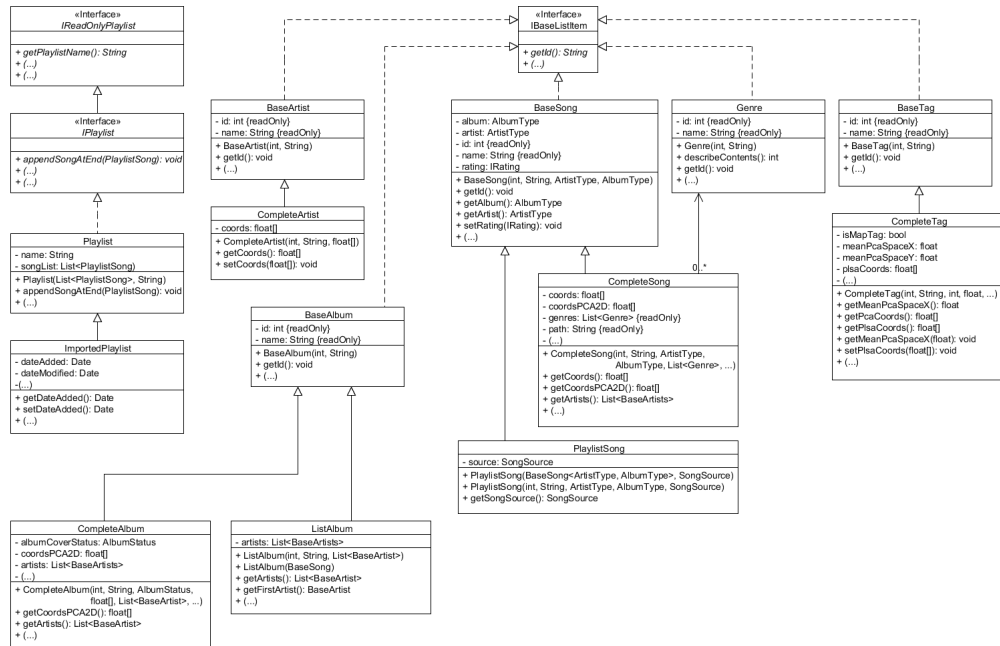 «Interface»
IReadOnlyPlaylist
+ getPlaylistName(): String
+ (...)
+ (...)
«Interface»
IPlaylist
+ appendSongAtEnd(PlaylistSong): void
+ (...)
+ (...)
Playlist
- name: String
- songList: List<PlaylistSong>
+ Playlist(List<PlaylistSong>, String)
+ appendSongAtEnd(PlaylistSong): void
+ (...)
ImportedPlaylist
- dateAdded: Date
- dateModified: Date
-(...)
+ getDateAdded(): Date
+ setDateAdded(): Date
+ (...)
«Interface»
IBaseListItem
+ getId(): String
+ (...)
BaseArtist
- id: int {readOnly}
- name: String {readOnly}
+ BaseArtist(int, String)
+ getId(): void
+ (...)
CompleteArtist
- coords: float[]
+ CompleteArtist(int, String, float[])
+ getCoords(): float[]
+ setCoords(float[]): void
BaseAlbum
- id: int {readOnly}
- name: String {readOnly}
+ BaseAlbum(int, String)
+ getId(): void
+ (...)
BaseSong
- album: AlbumType
- artist: ArtistType
- id: int {readOnly}
- name: String {readOnly}
- rating: IRating
+ BaseSong(int, String, ArtistType, AlbumType)
+ getId(): void
+ getAlbum(): AlbumType
+ getArtist(): ArtistType
+ setRating(IRating): void
+ (...)
Genre
- id: int {readOnly}
- name: String {readOnly}
+ Genre(int, String)
+ describeContents(): int
+ getId(): void
+ (...)
BaseTag
- id: int {readOnly}
- name: String {readOnly}
+ BaseTag(int, String)
+ getId(): void
+ (...)
CompleteTag
- isMapTag: bool
- meanPcaSpaceX: float
- meanPcaSpaceY: float
- plsaCoords: float[]
- (...)
+ CompleteTag(int, String, int, float, ...)
+ getMeanPcaSpaceX(): float
+ getPcaCoords(): float[]
+ getPlsaCoords(): float[]
+ getMeanPcaSpaceX(float): void
+ setPlsaCoords(float[]): void
+ (...)
0..*
CompleteSong
- coords: float[]
- coordsPCA2D: float[]
- genres: List<Genre> {readOnly}
- path: String {readOnly}
- (...)
+ CompleteSong(int, String, ArtistType,
AlbumType, List<Genre>, ...)
+ getCoords(): float[]
+ getCoordsPCA2D(): float[]
+ getArtists(): List<BaseArtists>
+ (...)
PlaylistSong
- source: SongSource
+ PlaylistSong(BaseSong<ArtistType, AlbumType>, SongSource)
+ PlaylistSong(int, String, ArtistType, AlbumType, SongSource)
+ getSongSource(): SongSource
CompleteAlbum
- albumCoverStatus: AlbumStatus
- coordsPCA2D: float[]
- artists: List<BaseArtists>
- (...)
+ CompleteAlbum(int, String, AlbumStatus,
float[], List<BaseArtist>, ...)
+ getCoordsPCA2D(): float[]
+ getArtists(): List<BaseArtist>
+ (...)
ListAlbum
- artists: List<BaseArtists>
+ ListAlbum(int, String, List<BaseArtist>)
+ ListAlbum(BaseSong)
+ getArtists(): List<BaseArtist>
+ getFirstArtist(): BaseArtist
+ (...)